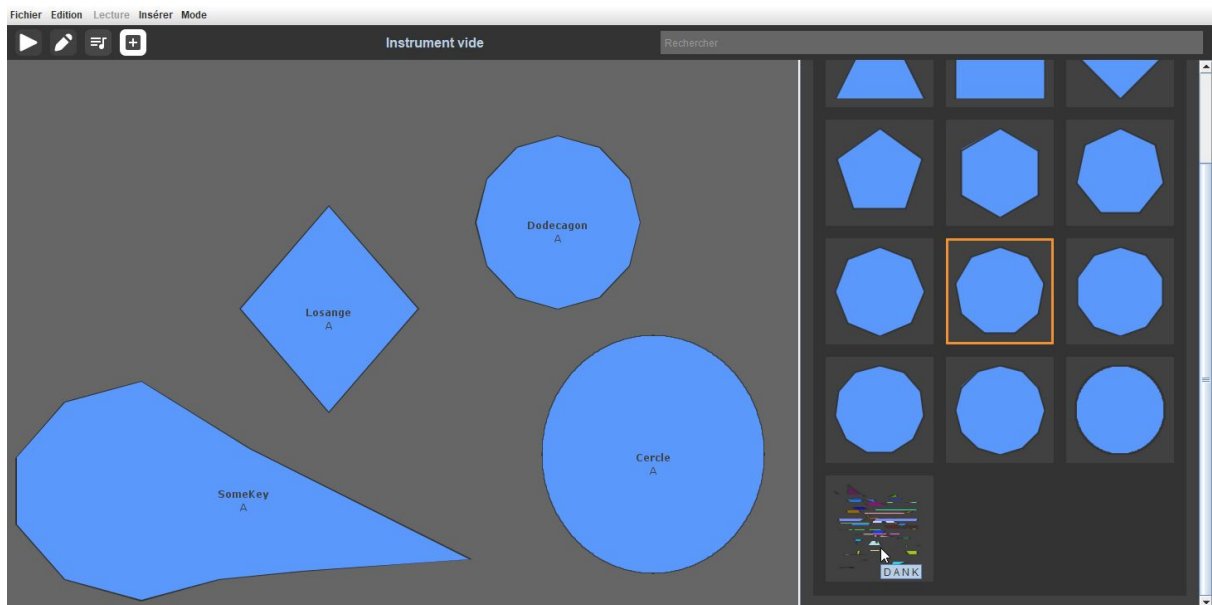 Fichier Edition Lecture Insérer Mode
Instrument vide
Rechercher
Dodecagon
A
Losange
A
Cercle
A
SomeKey
A
DANK